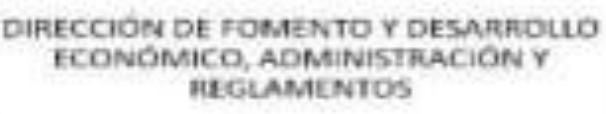 DIRECCIÓN DE FOMENTO Y DESARROLLO
ECONÓMICO, ADMINISTRACIÓN Y
REGLAMENTOS